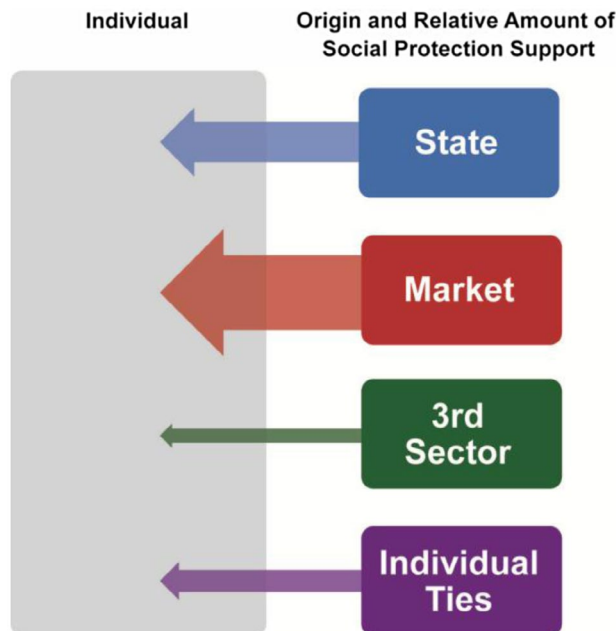 Individual
Origin and Relative Amount of
Social Protection Support
State
Market
3rd
Sector
Individual
Ties